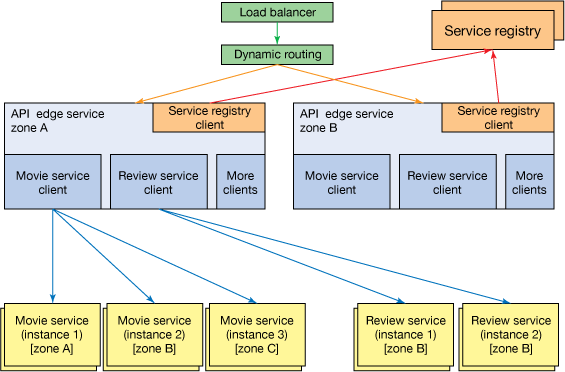 Load balancer
Service registry
Dynamic routing
API edge service
zone A
Service registry
client
API edge service
zone B
Service registry
client
Movie service
client
Review service
client
More
clients
Movie service
client
Review service
client
More
clients
Movie service
(instance 1)
[zone A]
Movie service
(instance 2)
[zone B]
Movie service
(instance 3)
[zone C]
Review service
(instance 1)
[zone B]
Review service
(instance 2)
[zone B]